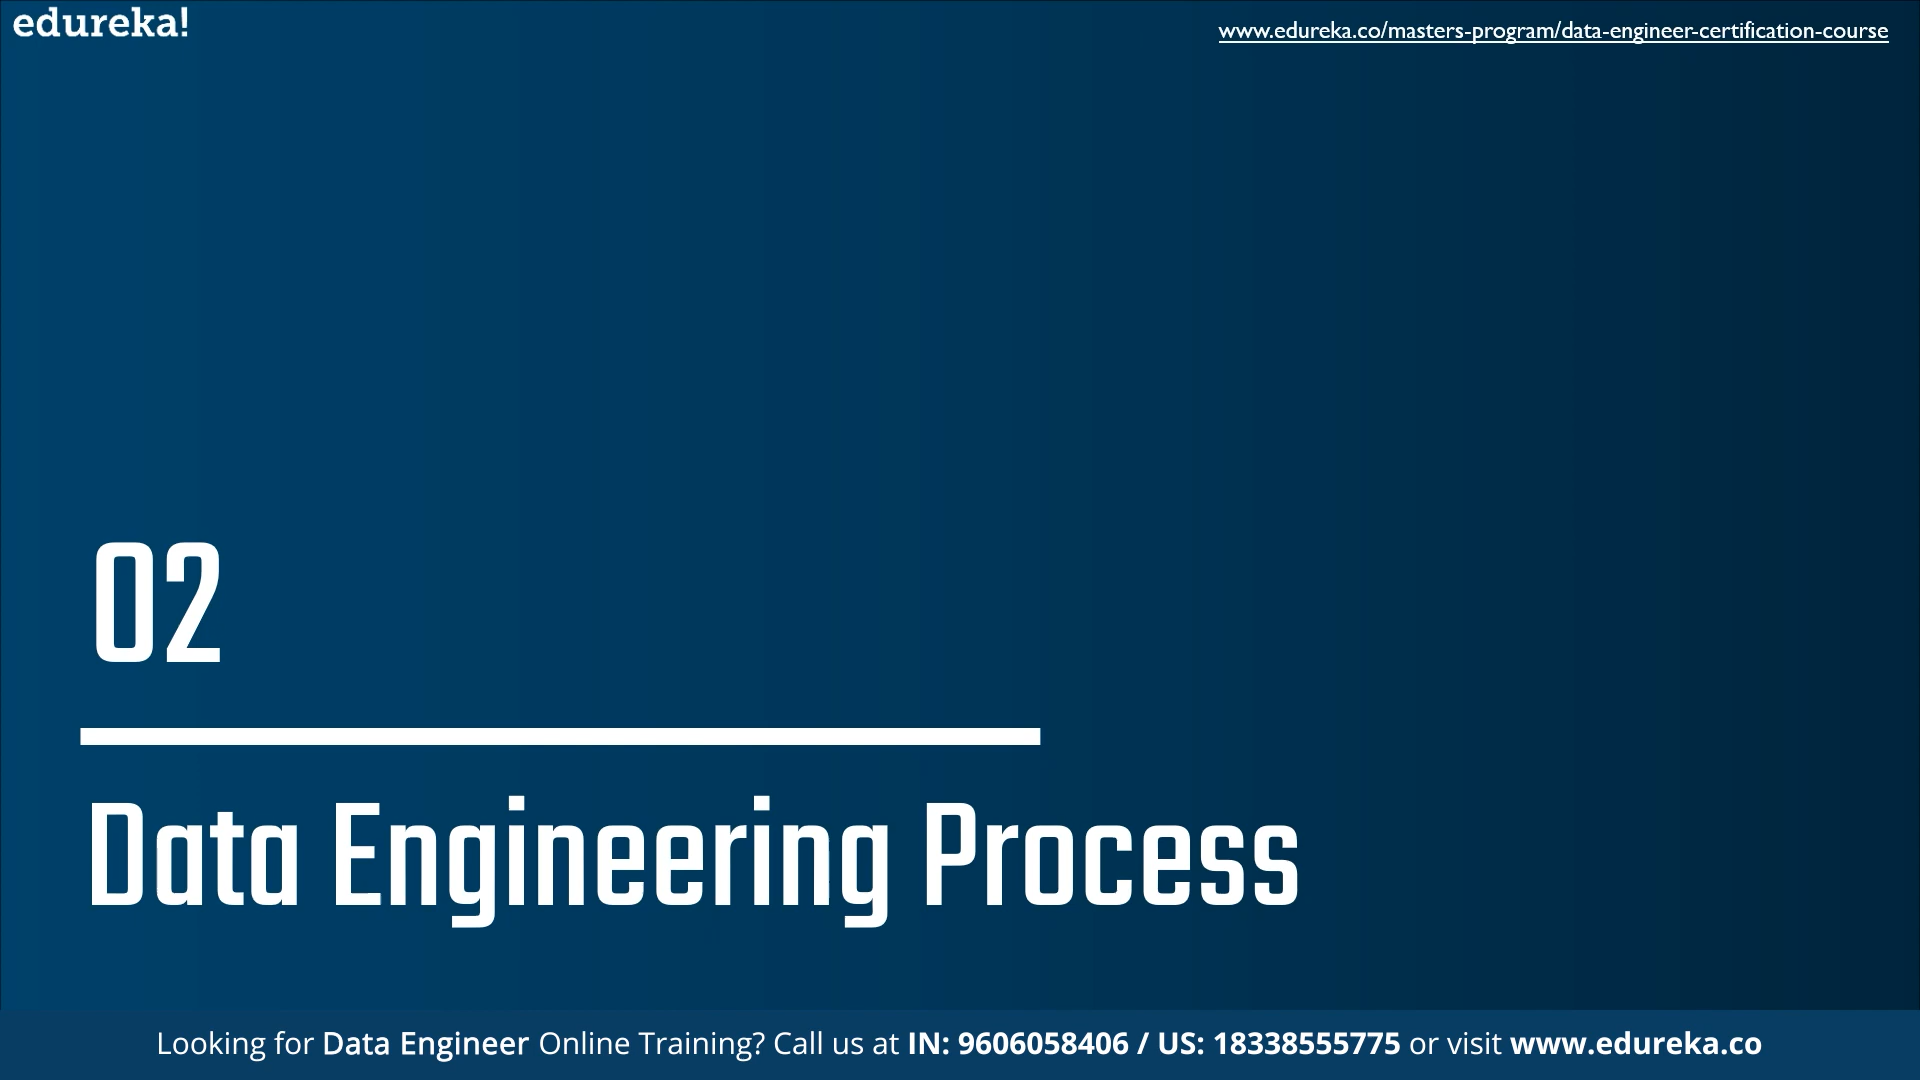 edureka!
www.edureka.co/masters-program/data-engineer-certification-course
02
Data Engineering Process
Looking for Data Engineer Online Training? Call us at IN: 9606058406 / US: 18338555775 or visit www.edureka.co